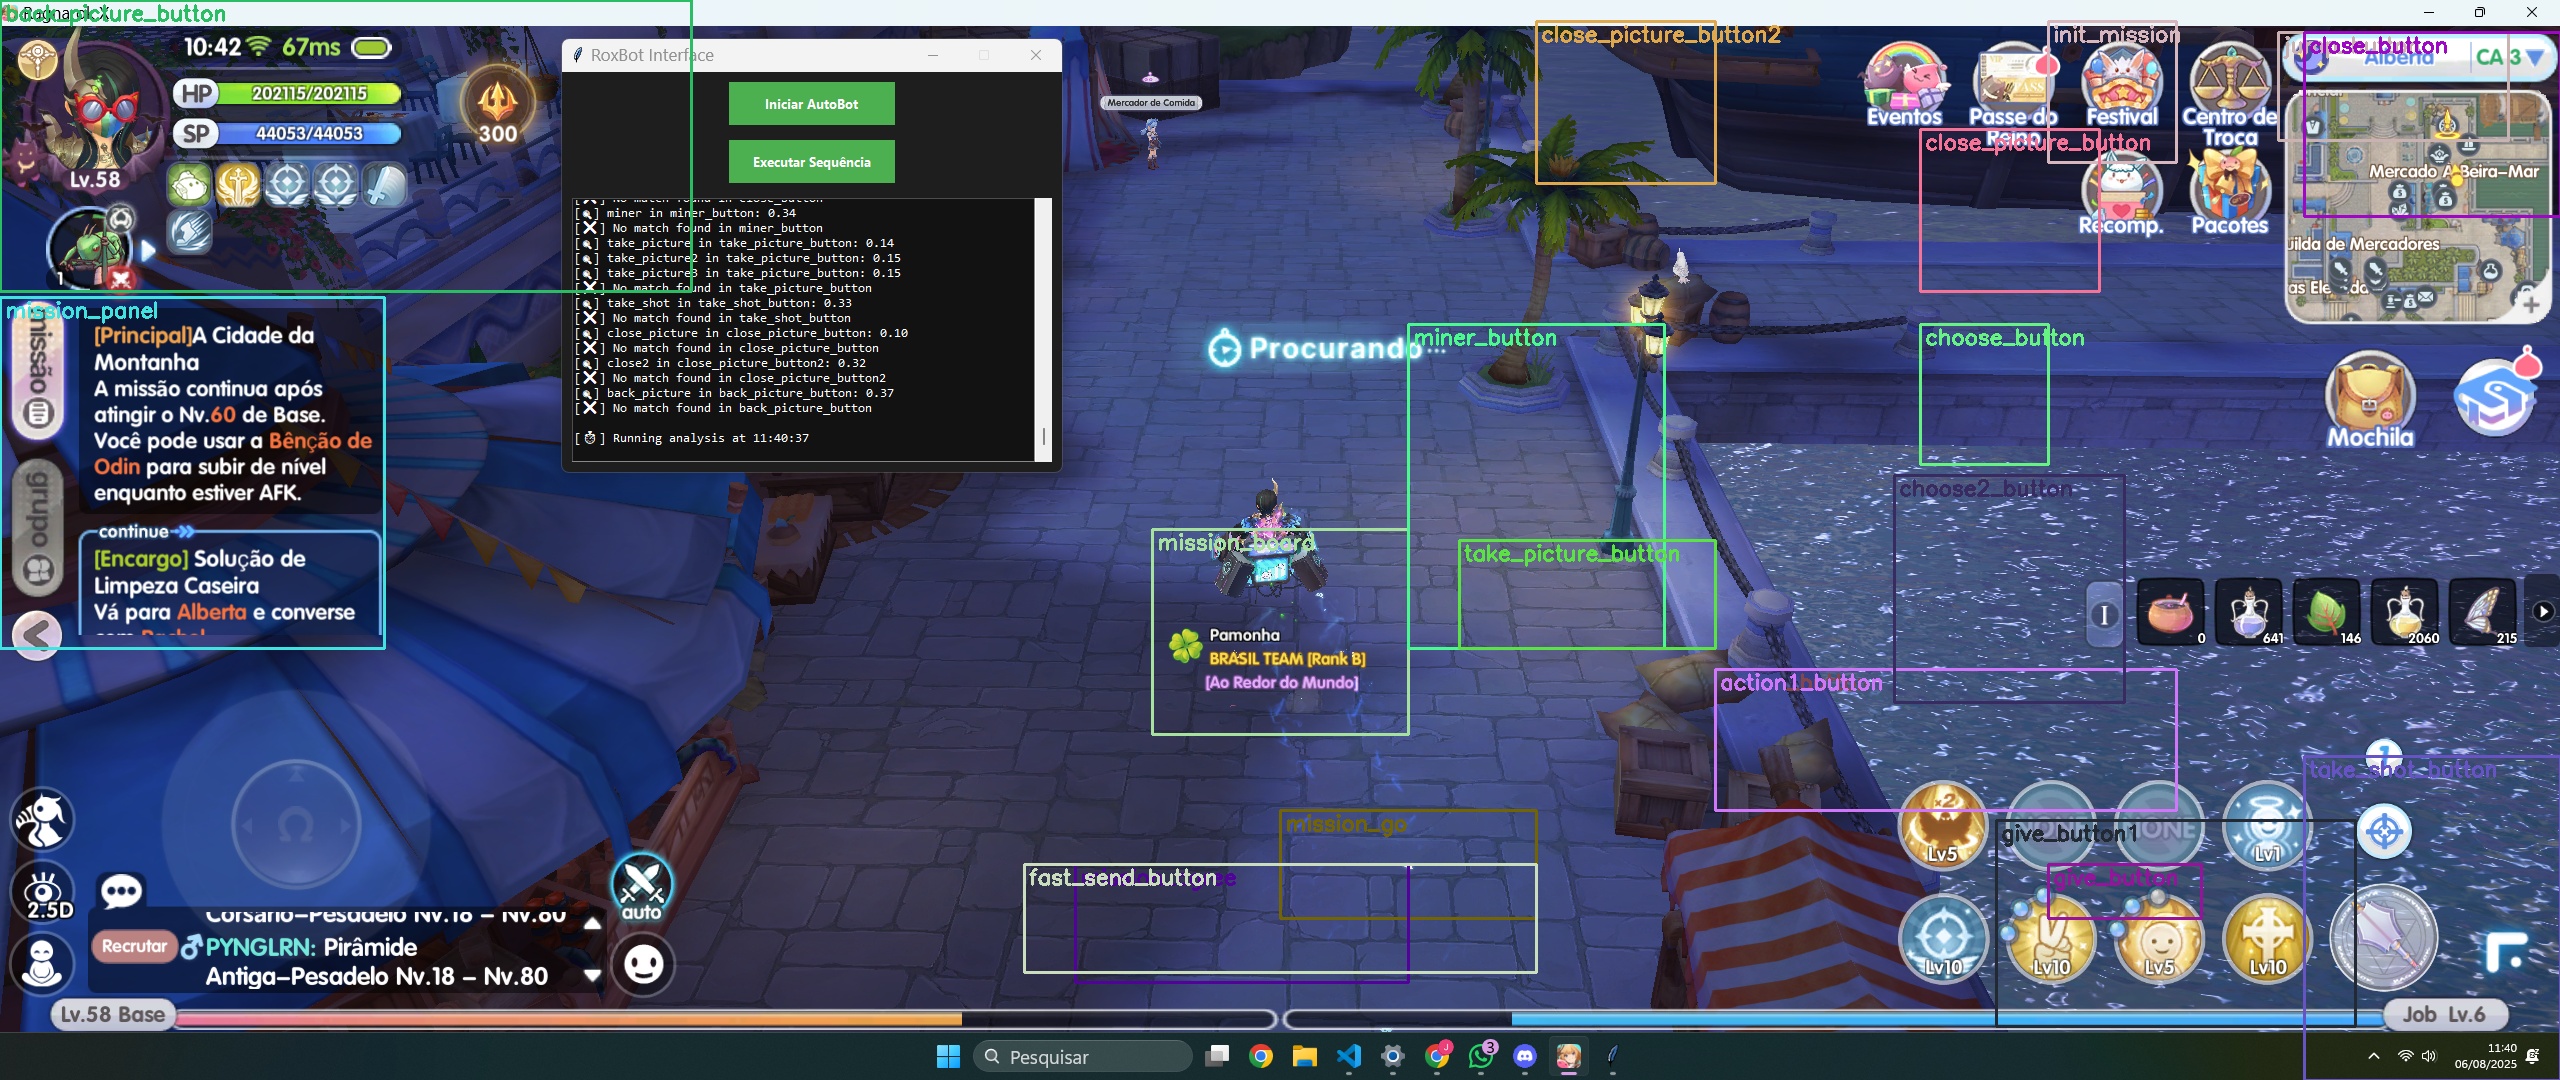 back_picture_button
10:42 67ms
HP 202115/202115
SP 44053/44053
300
Lv.58
1
RoxBot Interface
Iniciar AutoBot
Executar Sequência
[🔍] miner in miner_button: 0.34
[❌] No match found in miner_button
[🔍] take_picture in take_picture_button: 0.14
[🔍] take_picture2 in take_picture_button: 0.15
[🔍] take_picture3 in take_picture_button: 0.15
[❌] No match found in take_picture_button
[🔍] take_shot in take_shot_button: 0.33
[❌] No match found in take_shot_button
[🔍] close_picture in close_picture_button: 0.10
[❌] No match found in close_picture_button
[🔍] close2 in close_picture_button2: 0.32
[❌] No match found in close_picture_button2
[🔍] back_picture in back_picture_button: 0.37
[❌] No match found in back_picture_button
[⏱] Running analysis at 11:40:37
Mercador de Comida
close_picture_button2
init_mission
close_button
Alberta CA 3
Eventos
Passe do Reino
Festival
Centro de Troca
close_picture_button
Recomp.
Pacotes
Mercado À Beira-Mar
uilda de Mercadores
mission_panel
missão
grupo
[Principal]A Cidade da
Montanha
A missão continua após
atingir o Nv.60 de Base.
Você pode usar a Bênção de
Odin para subir de nível
enquanto estiver AFK.
continue
[Encargo] Solução de
Limpeza Caseira
Vá para Alberta e converse
Procurando...
miner_button
choose_button
Mochila
choose2_button
mission_board
take_picture_button
Pamonha
BRASIL TEAM [Rank B]
[Ao Redor do Mundo]
I
0
641
146
2060
215
action1_button
take_shot_button
mission_go
fast_send_button
give_button1
give_button
Lv5
Lv1
Lv10
Lv10
Lv5
Lv10
2.5D
auto
Corsário-Pesadelo Nv.18 - Nv.80
Recrutar PYNGLRN: Pirâmide
Antiga-Pesadelo Nv.18 - Nv.80
Lv.58 Base
Job Lv.6
Pesquisar
3
11:40
06/08/2025